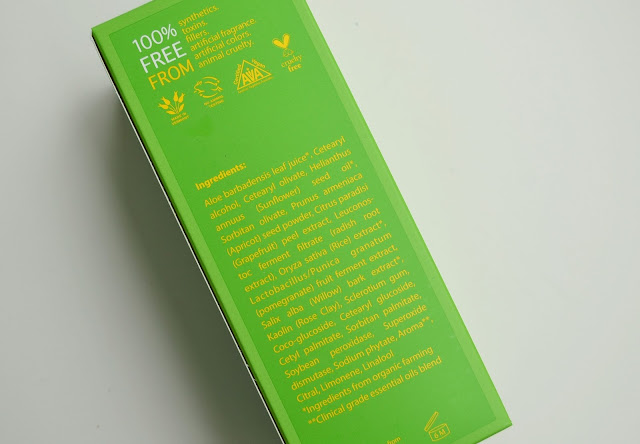 100%
FREE
FROM
synthetics.
toxins.
fillers.
artificial fragrance.
artificial colors.
animal cruelty.
AVA
GO
cruelty
free
Ingredients:
Aloe barbadensis leaf juice*, Cetearyl
alcohol, Cetearyl olivate, Helianthus
annuus (Sunflower) seed oil*,
Sorbitan olivate, Prunus armeniaca
(Apricot) seed powder, Citrus paradisi
(Grapefruit) peel extract, Leuconos-
toc ferment filtrate (radish root
extract), Oryza sativa (Rice) extract*,
Lactobacillus/Punica granatum
(pomegranate) fruit ferment extract,
Salix alba (Willow) bark extract*,
Kaolin (Rose Clay), Sclerotium gum,
Coco-glucoside, Cetearyl glucoside,
Cetyl palmitate, Sorbitan palmitate,
Soybean peroxidase, Superoxide
dismutase, Sodium phytate, Aroma**,
Citral, Limonene, Linalool
*Ingredients from organic farming
**Clinical grade essential oils blend
6 M